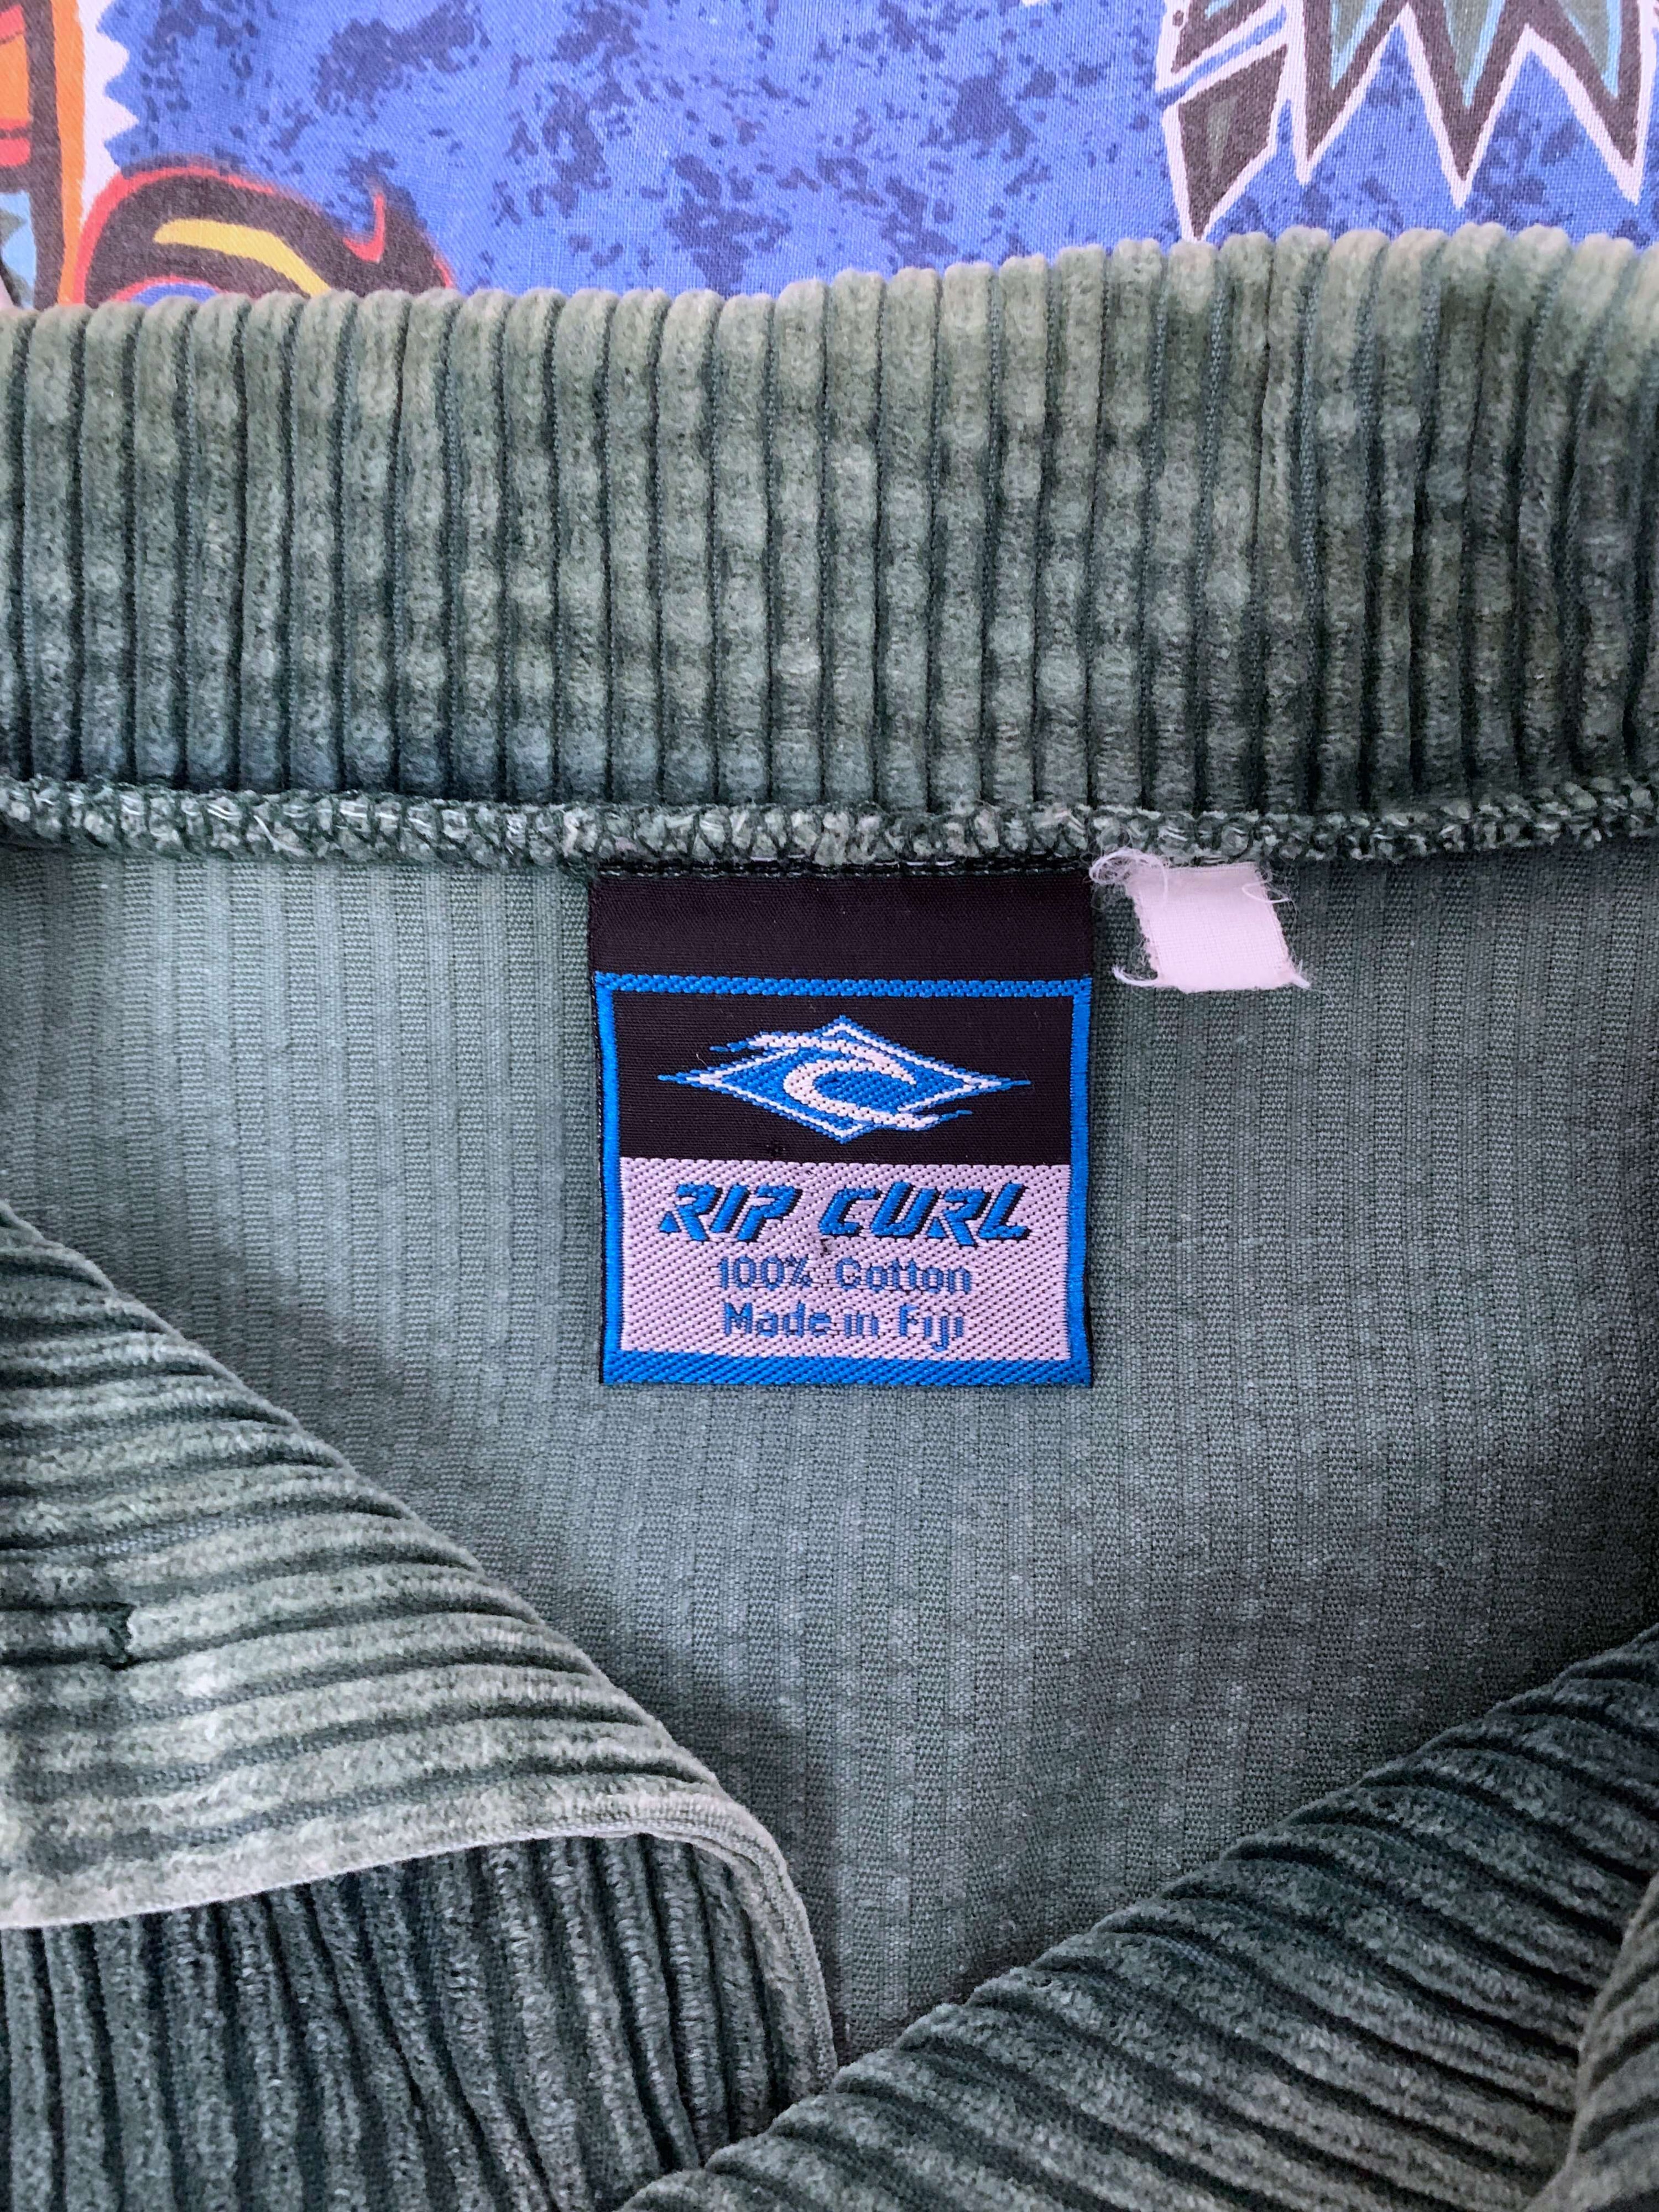 RIP CURL
100% Cotton
Made in Fiji